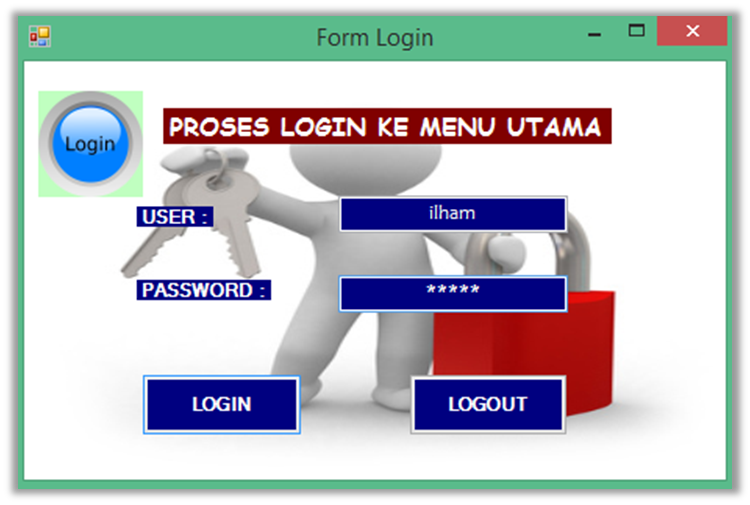 Form Login
Login
PROSES LOGIN KE MENU UTAMA
USER :
ilham
PASSWORD :
*****
LOGIN
LOGOUT